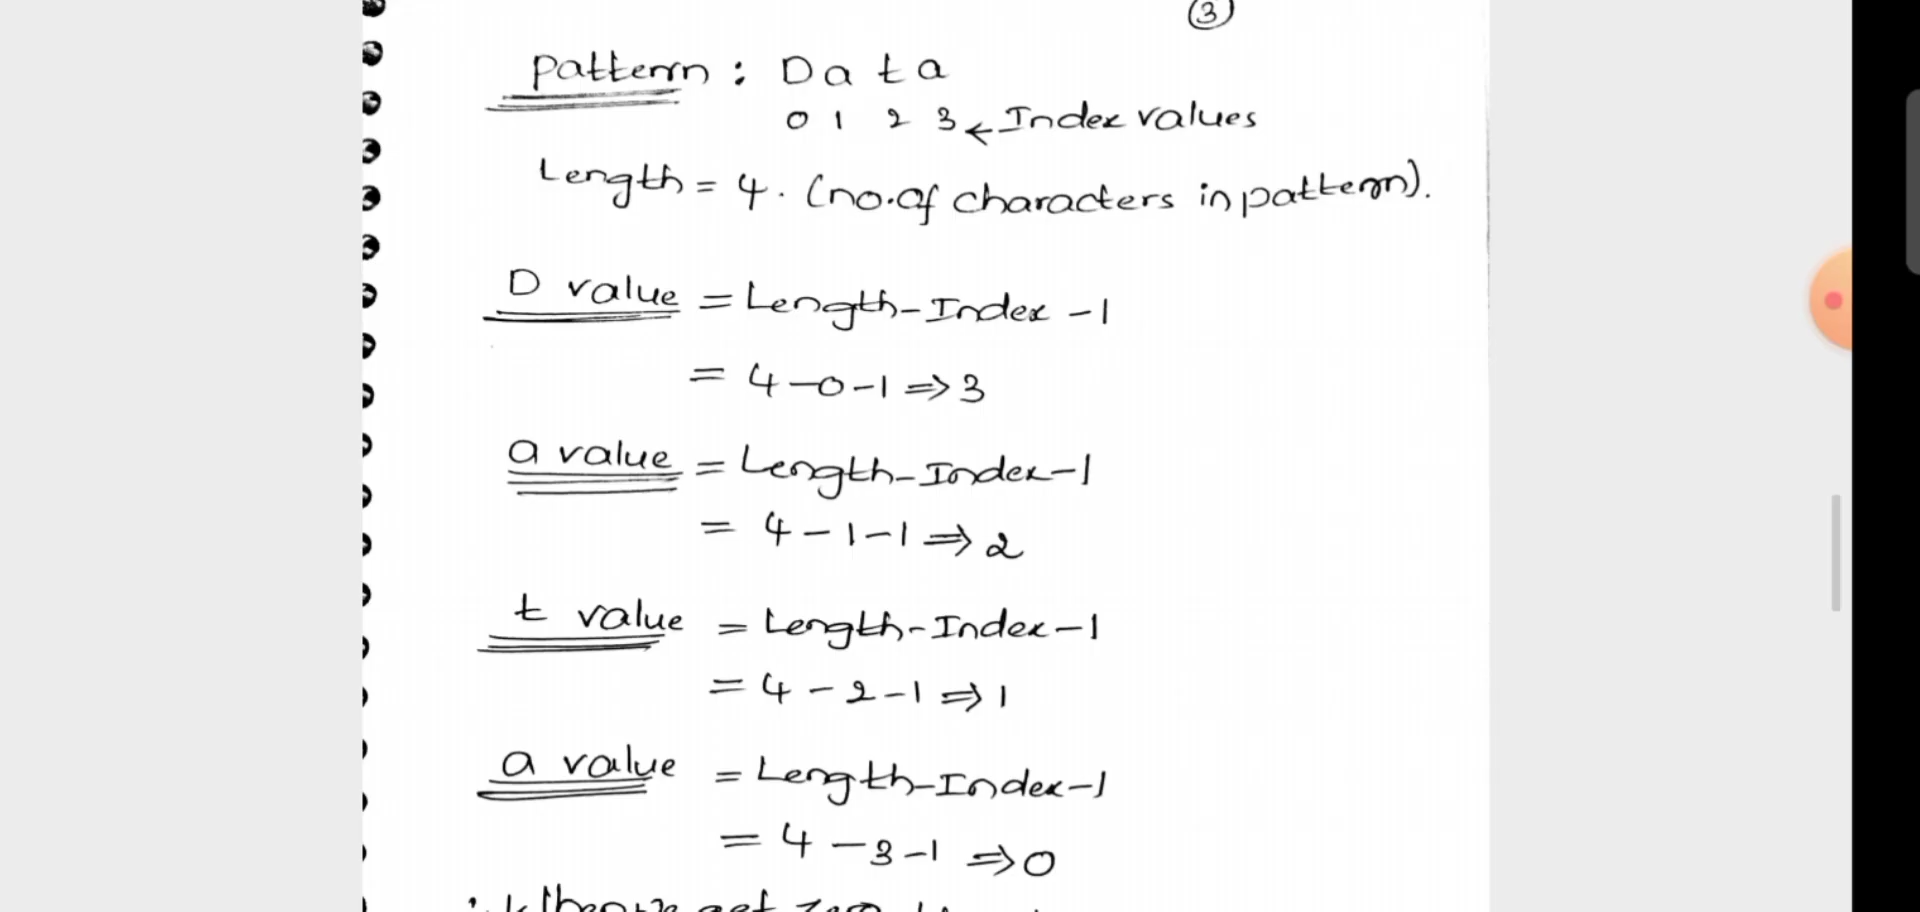 3
pattern : D a t a
0 1 2 3 ← Index values
Length = 4. (no.of characters in pattern).
D value = Length-Index -1
= 4-0-1 ⇒ 3
a value = Length-Index-1
= 4-1-1 ⇒ 2
t value = Length-Index-1
= 4-2-1 ⇒ 1
a value = Length-Index-1
= 4-3-1 ⇒ 0
get zero